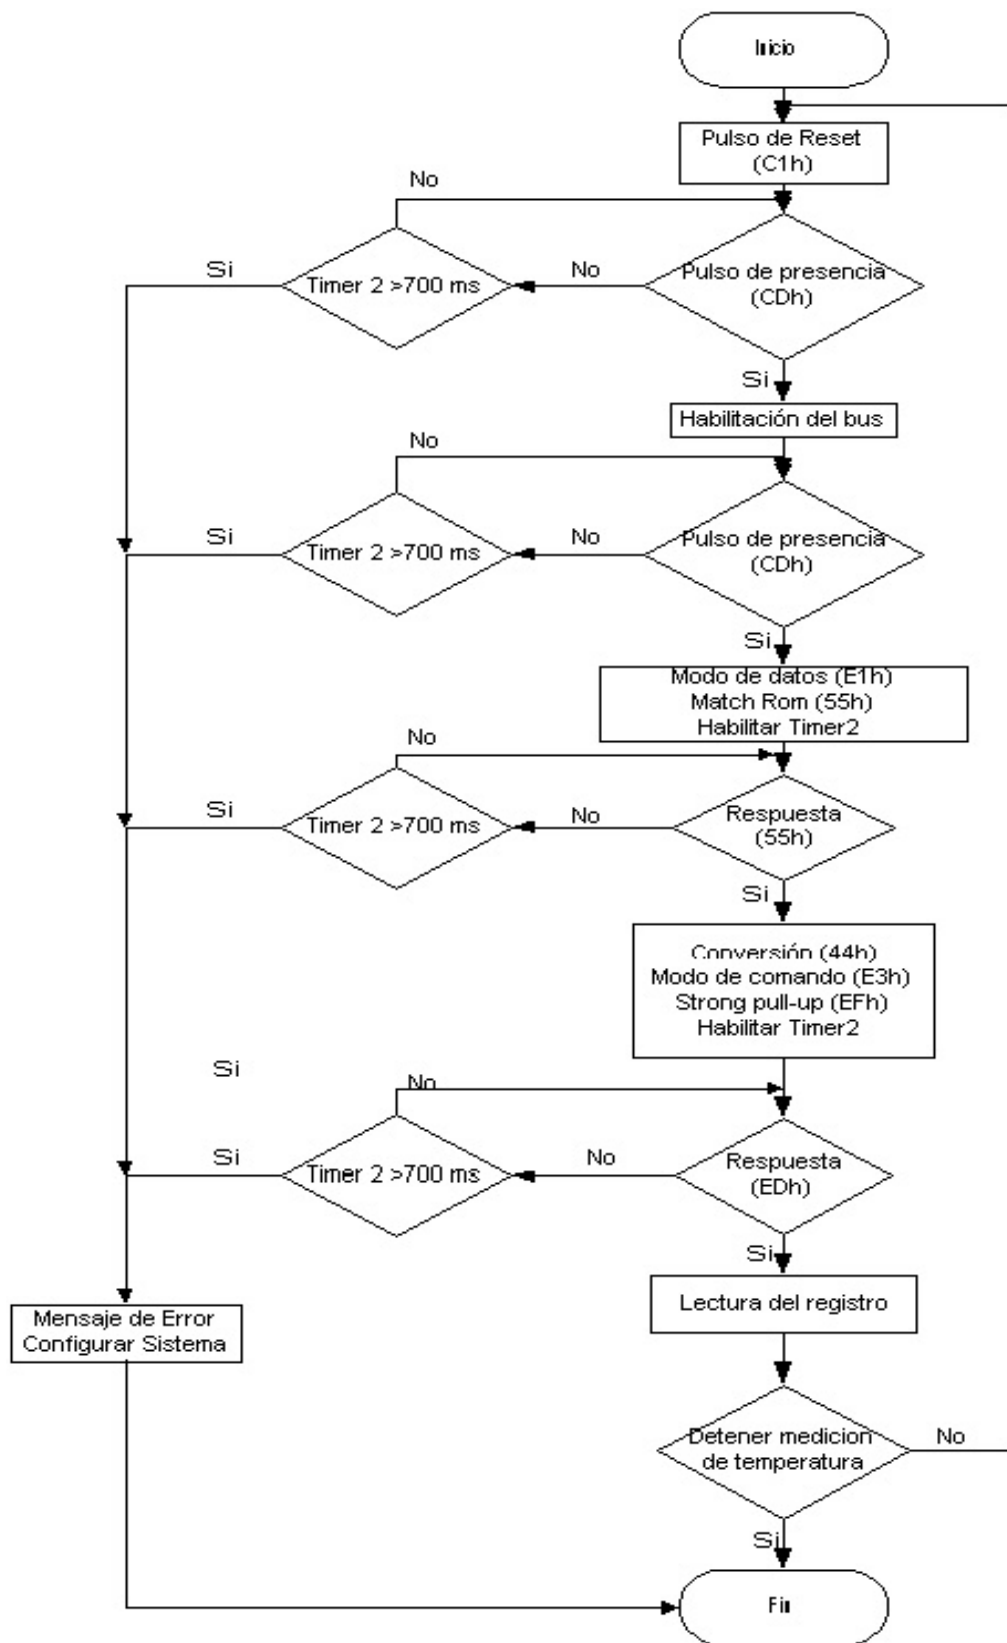 Inicio
Pulso de Reset
(C1h)
No
Si
Timer 2 >700 ms
No
Pulso de presencia
(CDh)
Si
Habilitación del bus
No
Si
Timer 2 >700 ms
No
Pulso de presencia
(CDh)
Si
Modo de datos (E1h)
Match Rom (55h)
Habilitar Timer2
No
Si
Timer 2 >700 ms
No
Respuesta
(55h)
Si
Conversión (44h)
Modo de comando (E3h)
Strong pull-up (EFh)
Habilitar Timer2
Si
No
Si
Timer 2 >700 ms
No
Respuesta
(EDh)
Si
Lectura del registro
Mensaje de Error
Configurar Sistema
Detener medicion
de temperatura
No
Si
Fin